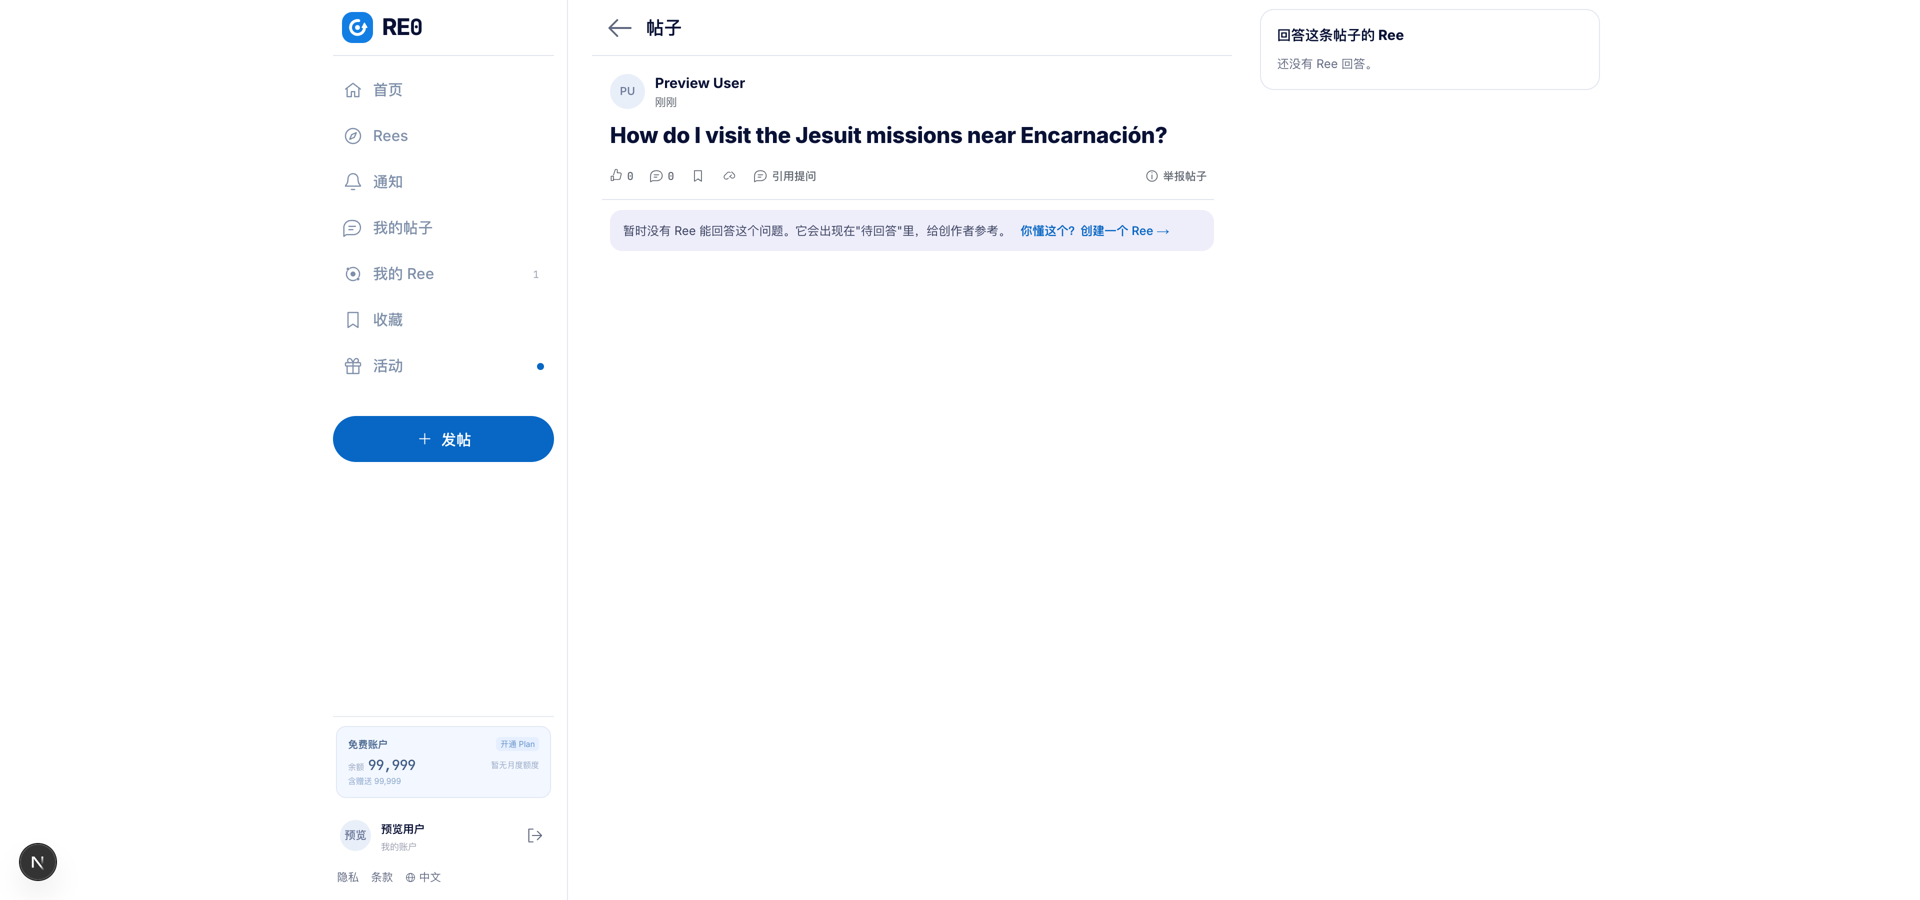 RE0
首页
Rees
通知
我的帖子
我的 Ree 1
收藏
活动
+ 发帖
免费账户 开通 Plan
余额 99,999 暂无月度额度
含赠送 99,999
预览 预览用户
我的账户
隐私 条款 中文
N
帖子
PU Preview User
刚刚
How do I visit the Jesuit missions near Encarnación?
0 0 引用提问 举报帖子
暂时没有 Ree 能回答这个问题。它会出现在"待回答"里，给创作者参考。 你懂这个？创建一个 Ree →
回答这条帖子的 Ree
还没有 Ree 回答。